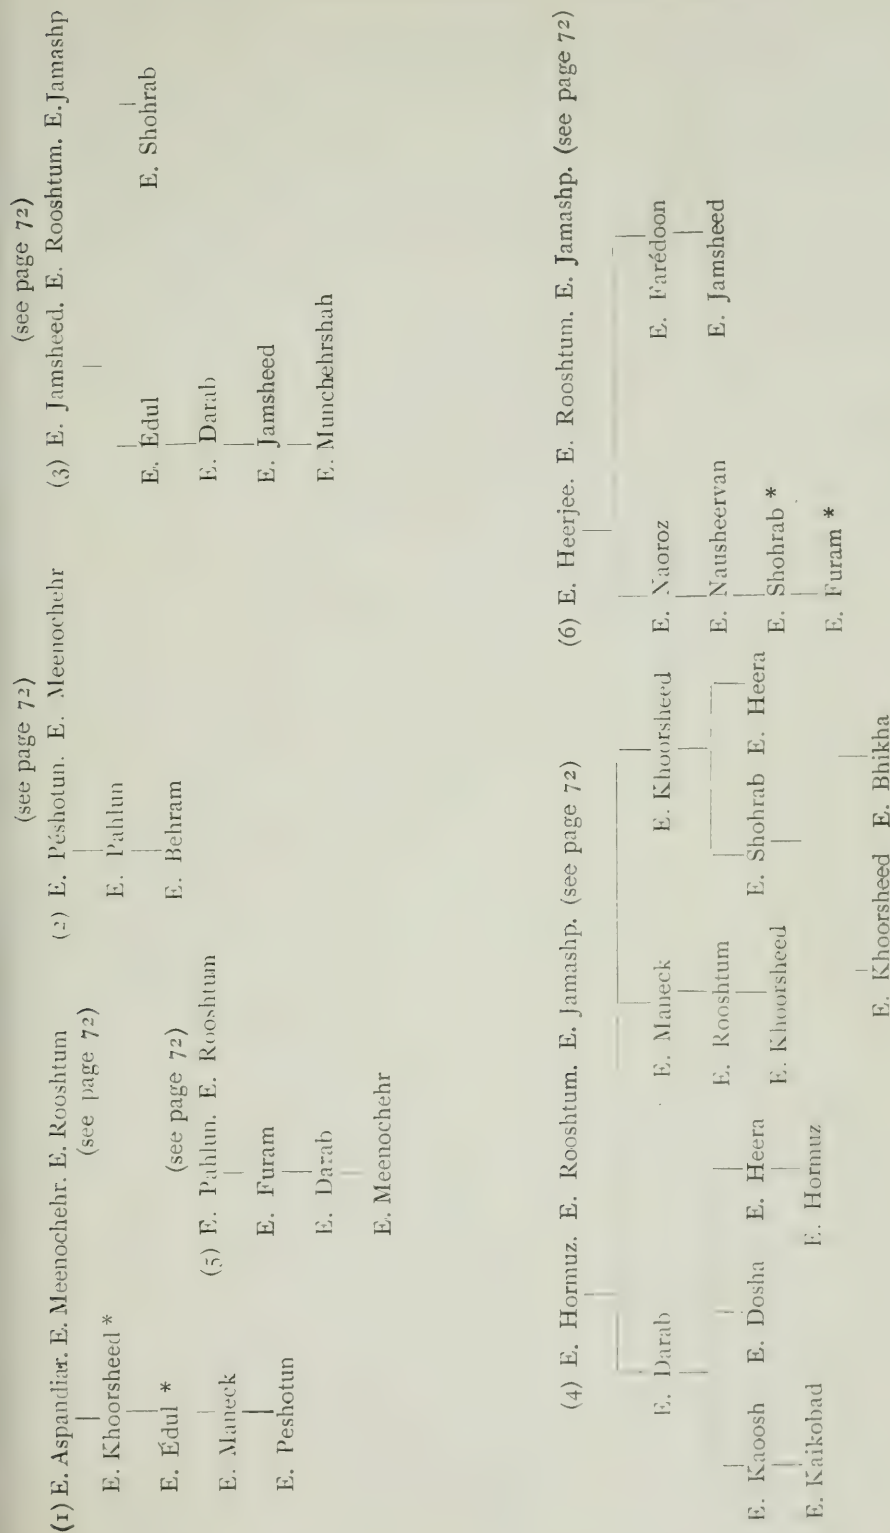 (1) E. Aspandiar. E. Meenochehr. E. Rooshtum
(see page 72)
E. Khoorsheed *
E. Édul *
E. Maneck
E. Peshotun
(see page 72)
(2) E. Péshotun. E. Meenochehr
E. Pahlun
E. Behram
(see page 72)
(3) E. Jamsheed. E. Rooshtum. E. Jamashp
E. Edul E. Shohrab
E. Darab
E. Jamsheed
E. Munchehrshah
(see page 72)
(5) E. Pahlun. E. Rooshtum
E. Furam
E. Darab
E. Meenochehr
(4) E. Hormuz. E. Rooshtum. E. Jamashp. (see page 72)
E. Darab E. Maneck E. Khoorsheed
E. Kaoosh E. Dosha E. Heera E. Rooshtum E. Shohrab E. Heera
E. Kaikobad E. Hormuz E. Khoorsheed
E. Khoorsheed E. Bhikha
(6) E. Heerjee. E. Rooshtum. E. Jamashp. (see page 72)
E. Naoroz E. Farédoon
E. Nausheervan E. Jamsheed
E. Shohrab *
E. Furam *